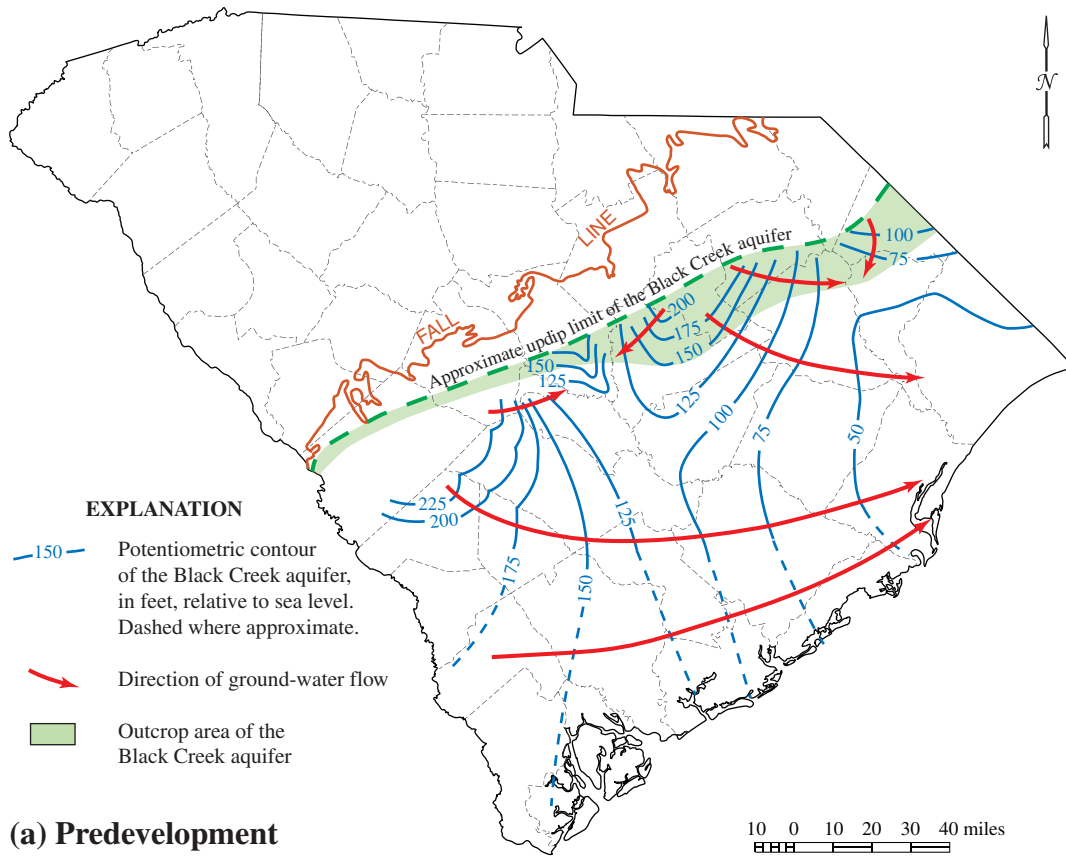 N
LINE
FALL
Approximate updip limit of the Black Creek aquifer
100
75
200
175
150
150
125
125
100
75
50
225
200
125
175
150
EXPLANATION
150
Potentiometric contour
of the Black Creek aquifer,
in feet, relative to sea level.
Dashed where approximate.
Direction of ground-water flow
Outcrop area of the
Black Creek aquifer
(a) Predevelopment
10 0 10 20 30 40 miles